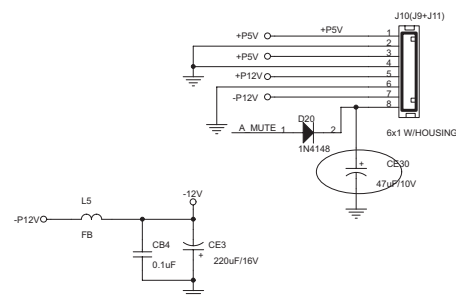 J10(J9+J11)
+P5V +P5V 1
2
+P5V 3
4
+P12V 5
6
-P12V 7
8
D20
A_MUTE 1 2
1N4148
6x1 W/HOUSING
+ CE30
47uF/10V
L5
-12V
-P12V
FB
CB4
CE3
+
0.1uF
220uF/16V